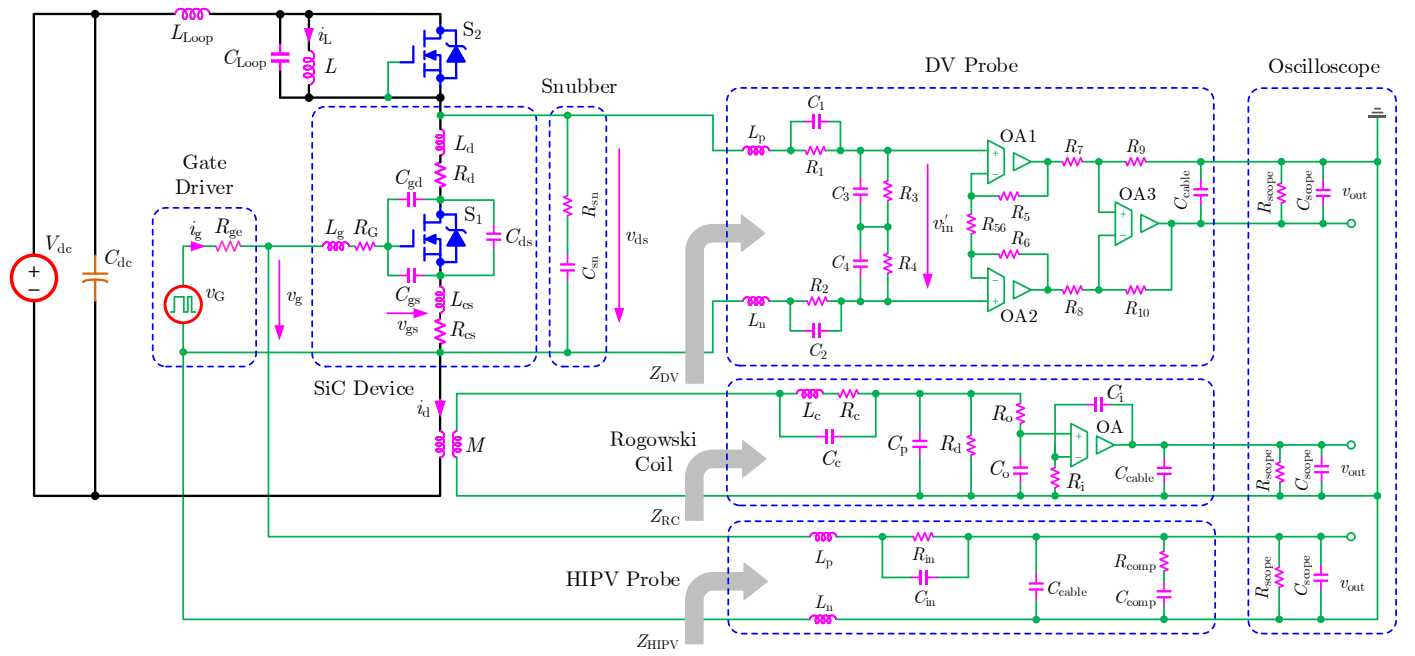 L_Loop
i_L
S_2
C_Loop
L
Snubber
DV Probe
Oscilloscope
Gate
Driver
V_dc
+
−
C_dc
i_g
R_ge
v_G
v_g
L_g
R_G
C_gd
L_d
R_d
S_1
C_ds
C_gs
v_gs
L_cs
R_cs
SiC Device
R_sn
C_sn
v_ds
Z_DV
L_p
C_1
R_1
C_3
R_3
C_4
R_4
R_2
C_2
L_n
v′_in
OA1
+
−
R_5
R_56
R_6
−
+
OA2
R_7
R_9
OA3
+
−
R_8
R_10
C_cable
R_scope
C_scope
v_out
i_d
M
Rogowski
Coil
Z_RC
L_c
R_c
C_c
C_p
R_d
R_o
C_o
C_i
OA
+
−
R_i
C_cable
R_scope
C_scope
v_out
HIPV Probe
Z_HIPV
L_p
R_in
C_in
L_n
C_cable
R_comp
C_comp
R_scope
C_scope
v_out